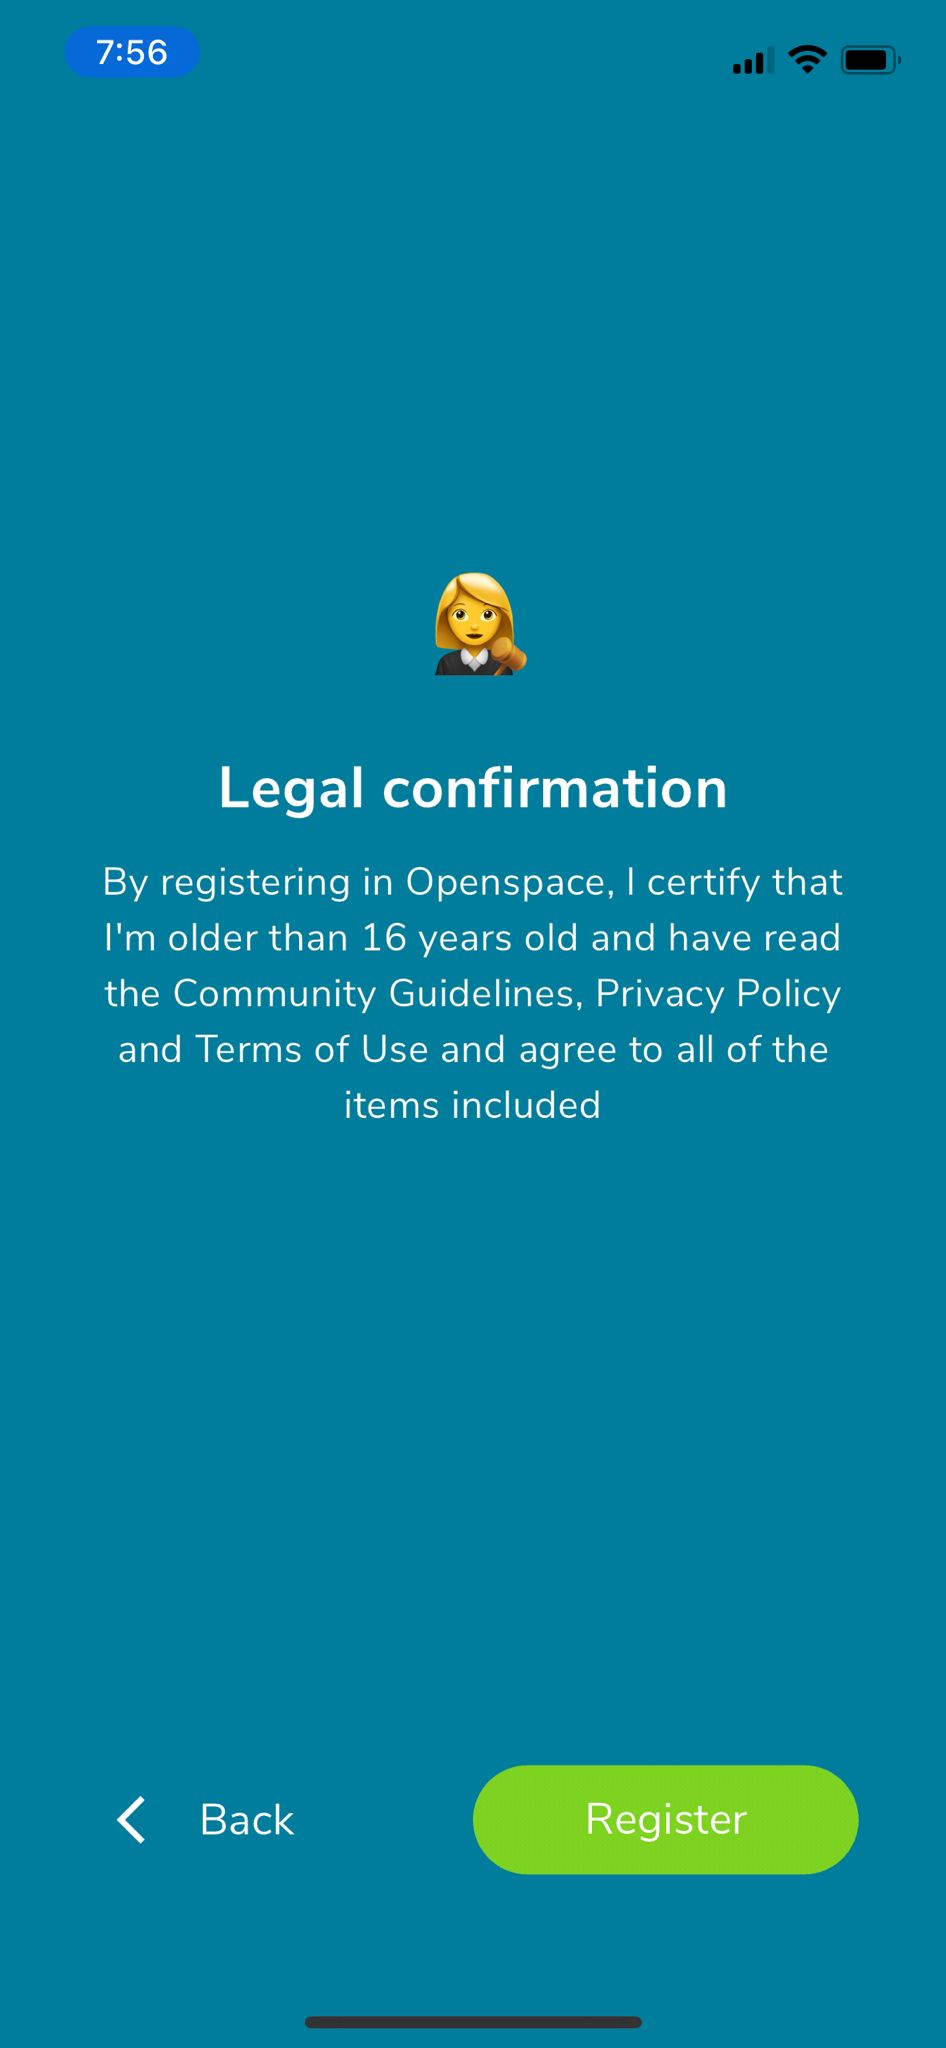 7:56
Legal confirmation
By registering in Openspace, I certify that
I'm older than 16 years old and have read
the Community Guidelines, Privacy Policy
and Terms of Use and agree to all of the
items included
Back
Register